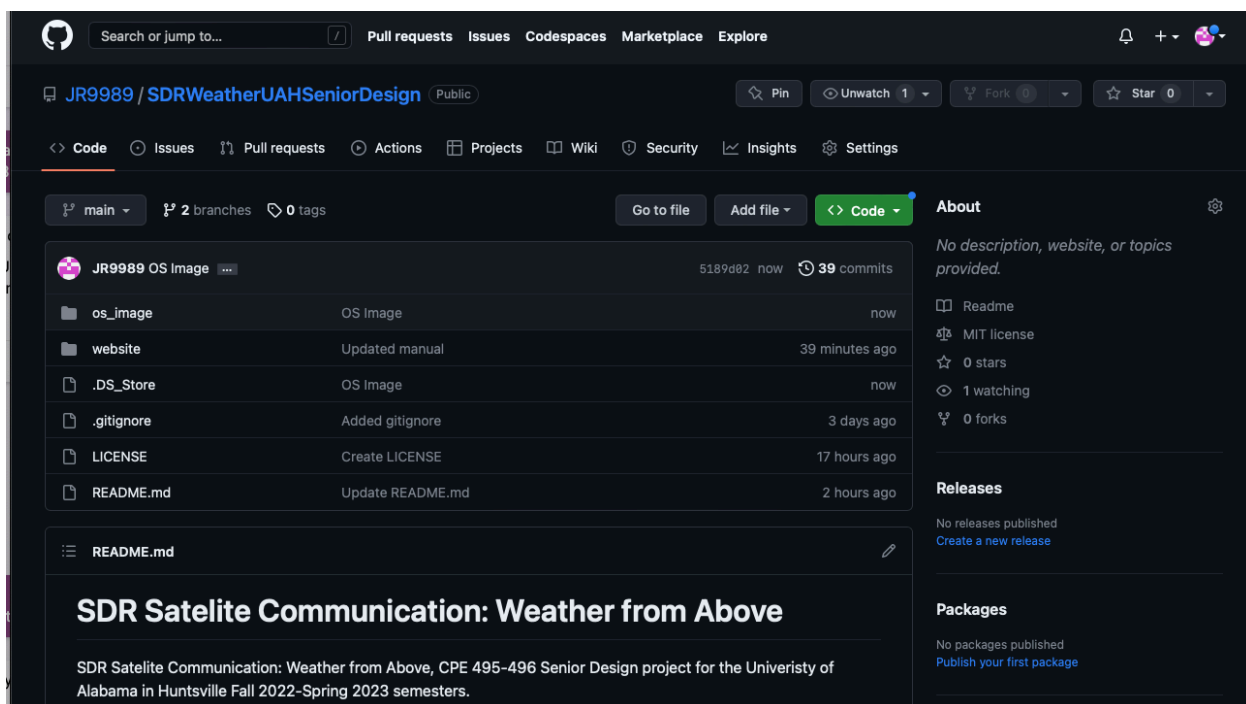 Search or jump to... / Pull requests Issues Codespaces Marketplace Explore
JR9989 / SDRWeatherUAHSeniorDesign Public Pin Unwatch 1 Fork 0 Star 0
Code Issues Pull requests Actions Projects Wiki Security Insights Settings
main 2 branches 0 tags Go to file Add file Code
JR9989 OS Image ... 5189d02 now 39 commits
os_image OS Image now
website Updated manual 39 minutes ago
.DS_Store OS Image now
.gitignore Added gitignore 3 days ago
LICENSE Create LICENSE 17 hours ago
README.md Update README.md 2 hours ago
README.md
SDR Satelite Communication: Weather from Above
SDR Satelite Communication: Weather from Above, CPE 495-496 Senior Design project for the Univeristy of
Alabama in Huntsville Fall 2022-Spring 2023 semesters.
About
No description, website, or topics
provided.
Readme
MIT license
0 stars
1 watching
0 forks
Releases
No releases published
Create a new release
Packages
No packages published
Publish your first package